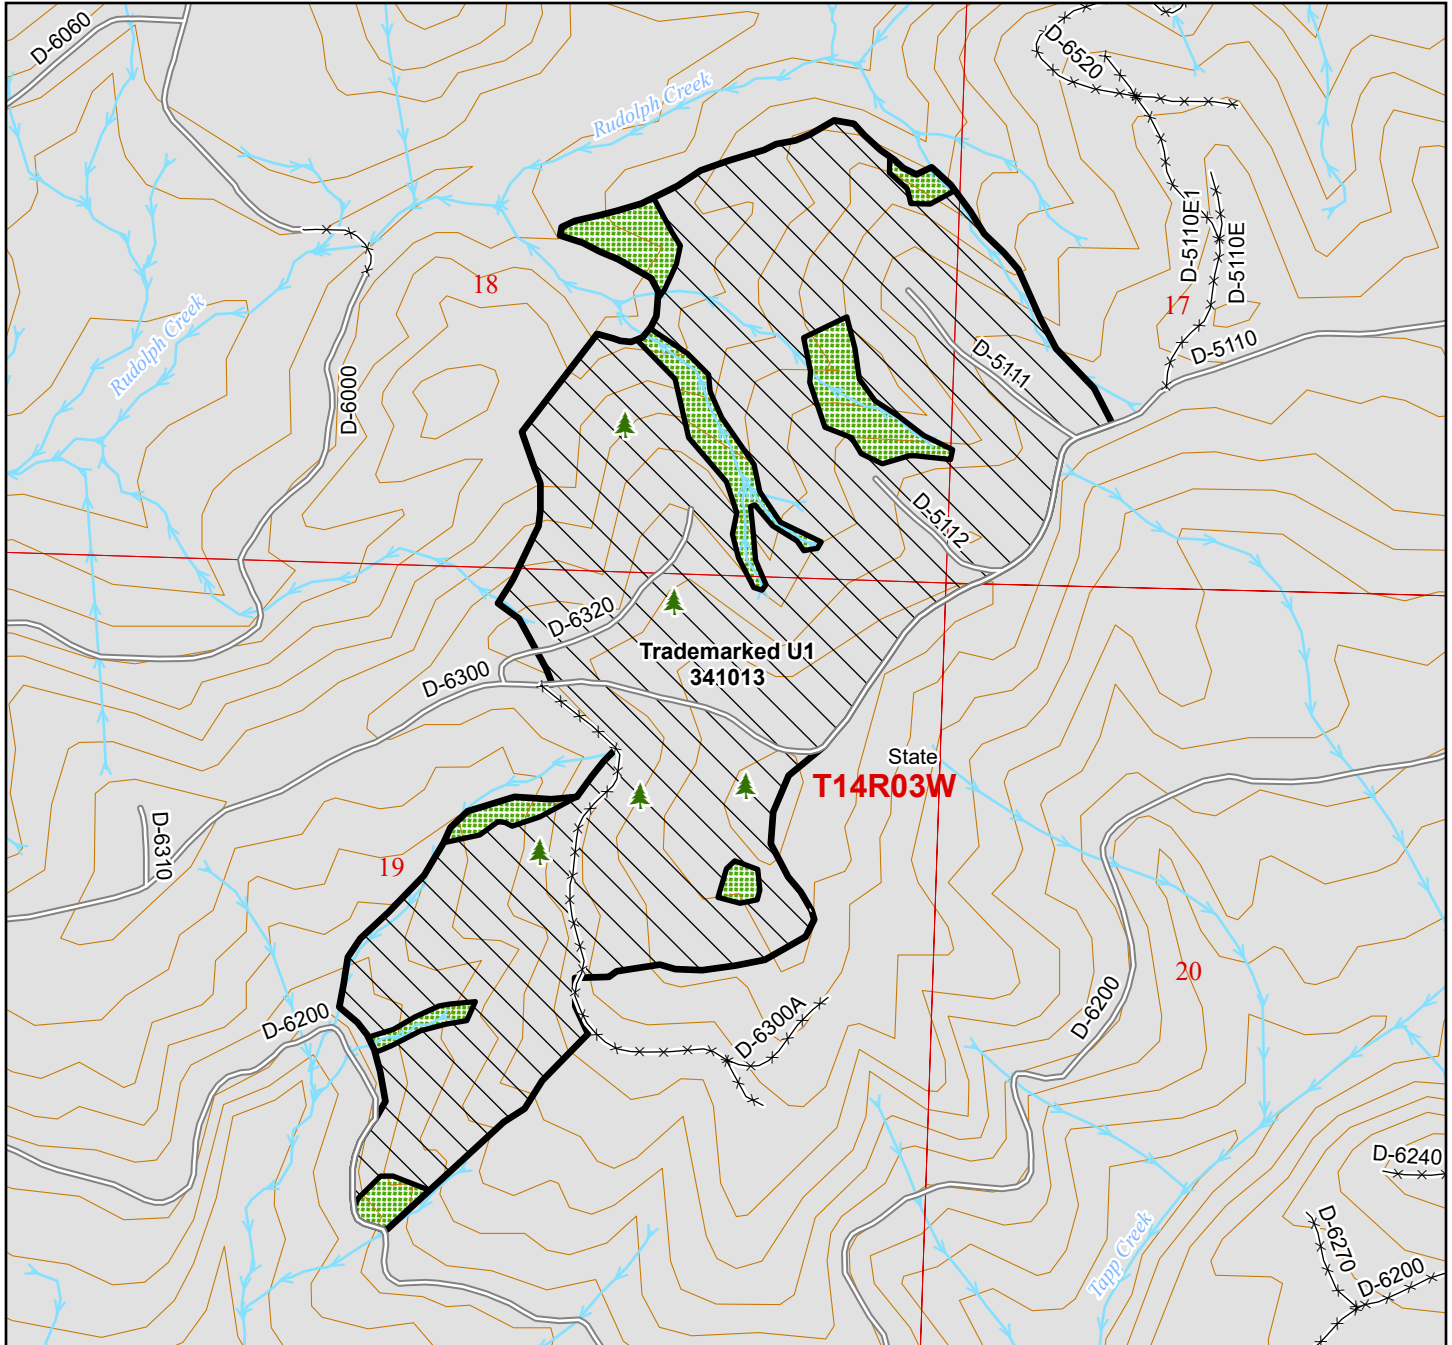 D-6060
D-6520
Rudolph Creek
D-5110E1
D-5110E
18
17
Rudolph Creek
D-6000
D-5111
D-5110
D-5112
D-6320
Trademarked U1
341013
D-6300
State
T14R03W
D-6310
19
20
D-6200
D-6300A
D-6200
D-6240
Tapp Creek
D-6270
D-6200